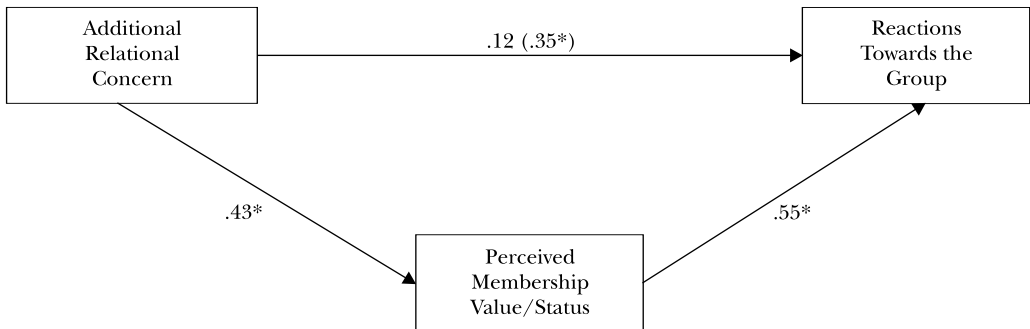 Additional
Relational
Concern
.12 (.35*)
Reactions
Towards the
Group
.43*
.55*
Perceived
Membership
Value/Status